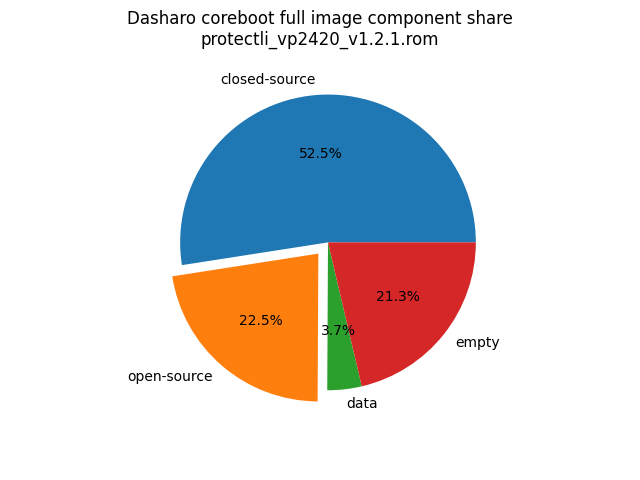 Dasharo coreboot full image component share
protectli_vp2420_v1.2.1.rom
closed-source
52.5%
22.5%
open-source
3.7%
data
21.3%
empty